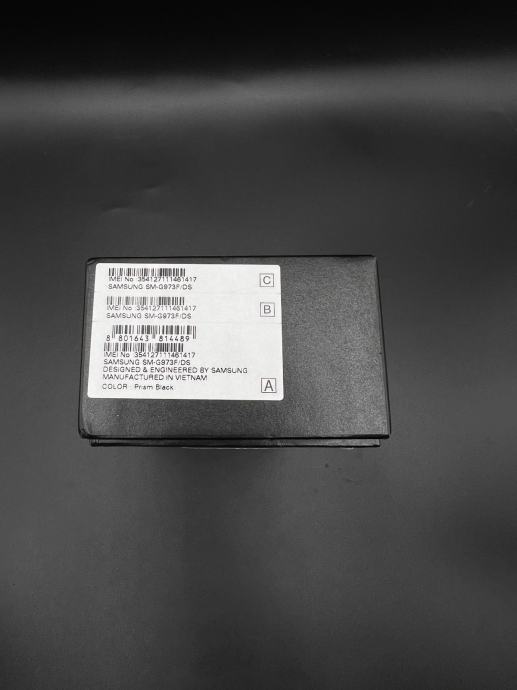 IMEI No :354127111461417
SAMSUNG SM-G973F/DS
C
IMEI No :354127111461417
SAMSUNG SM-G973F/DS
B
8 801643 814489
IMEI No :354127111461417
SAMSUNG SM-G973F/DS
DESIGNED & ENGINEERED BY SAMSUNG
MANUFACTURED IN VIETNAM
COLOR : Prism Black
A